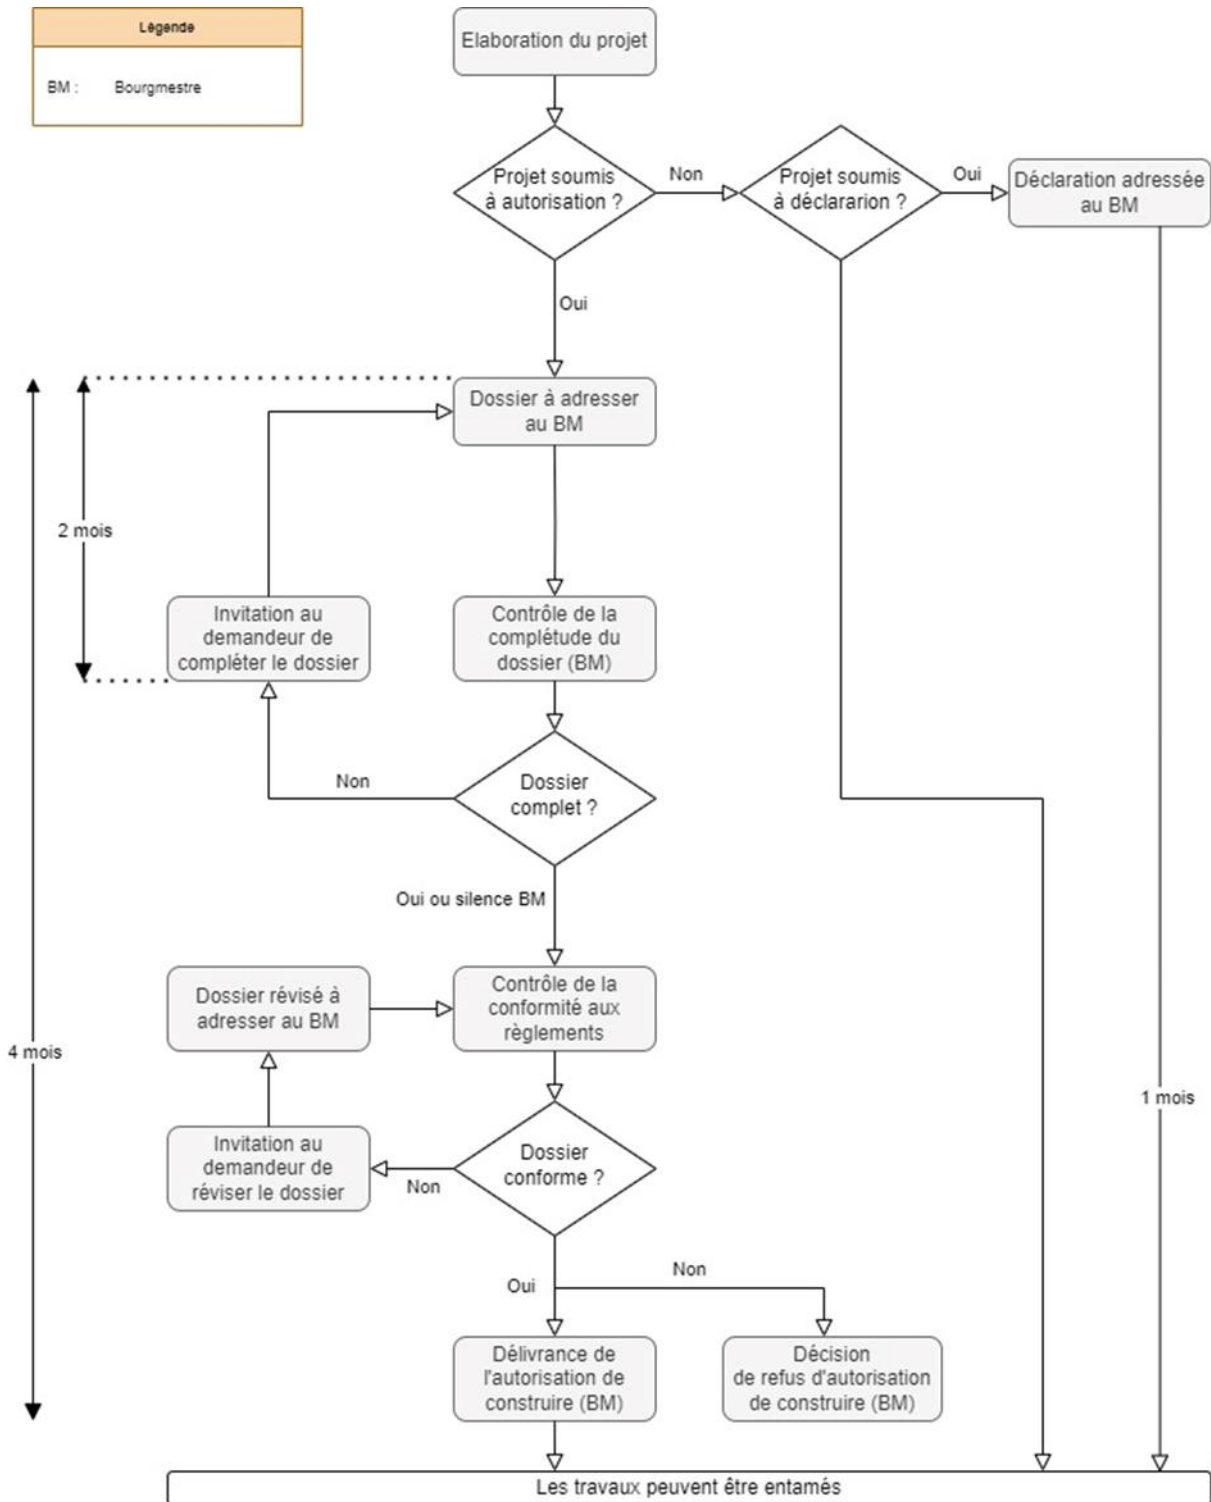 Légende
BM : Bourgmestre
Elaboration du projet
Projet soumis
à autorisation ?
Non
Projet soumis
à déclararion ?
Oui
Déclaration adressée
au BM
Oui
Dossier à adresser
au BM
2 mois
Invitation au
demandeur de
compléter le dossier
Contrôle de la
complétude du
dossier (BM)
Non
Dossier
complet ?
Oui ou silence BM
Dossier révisé à
adresser au BM
Contrôle de la
conformité aux
règlements
4 mois
1 mois
Invitation au
demandeur de
réviser le dossier
Non
Dossier
conforme ?
Oui
Non
Délivrance de
l'autorisation de
construire (BM)
Décision
de refus d'autorisation
de construire (BM)
Les travaux peuvent être entamés